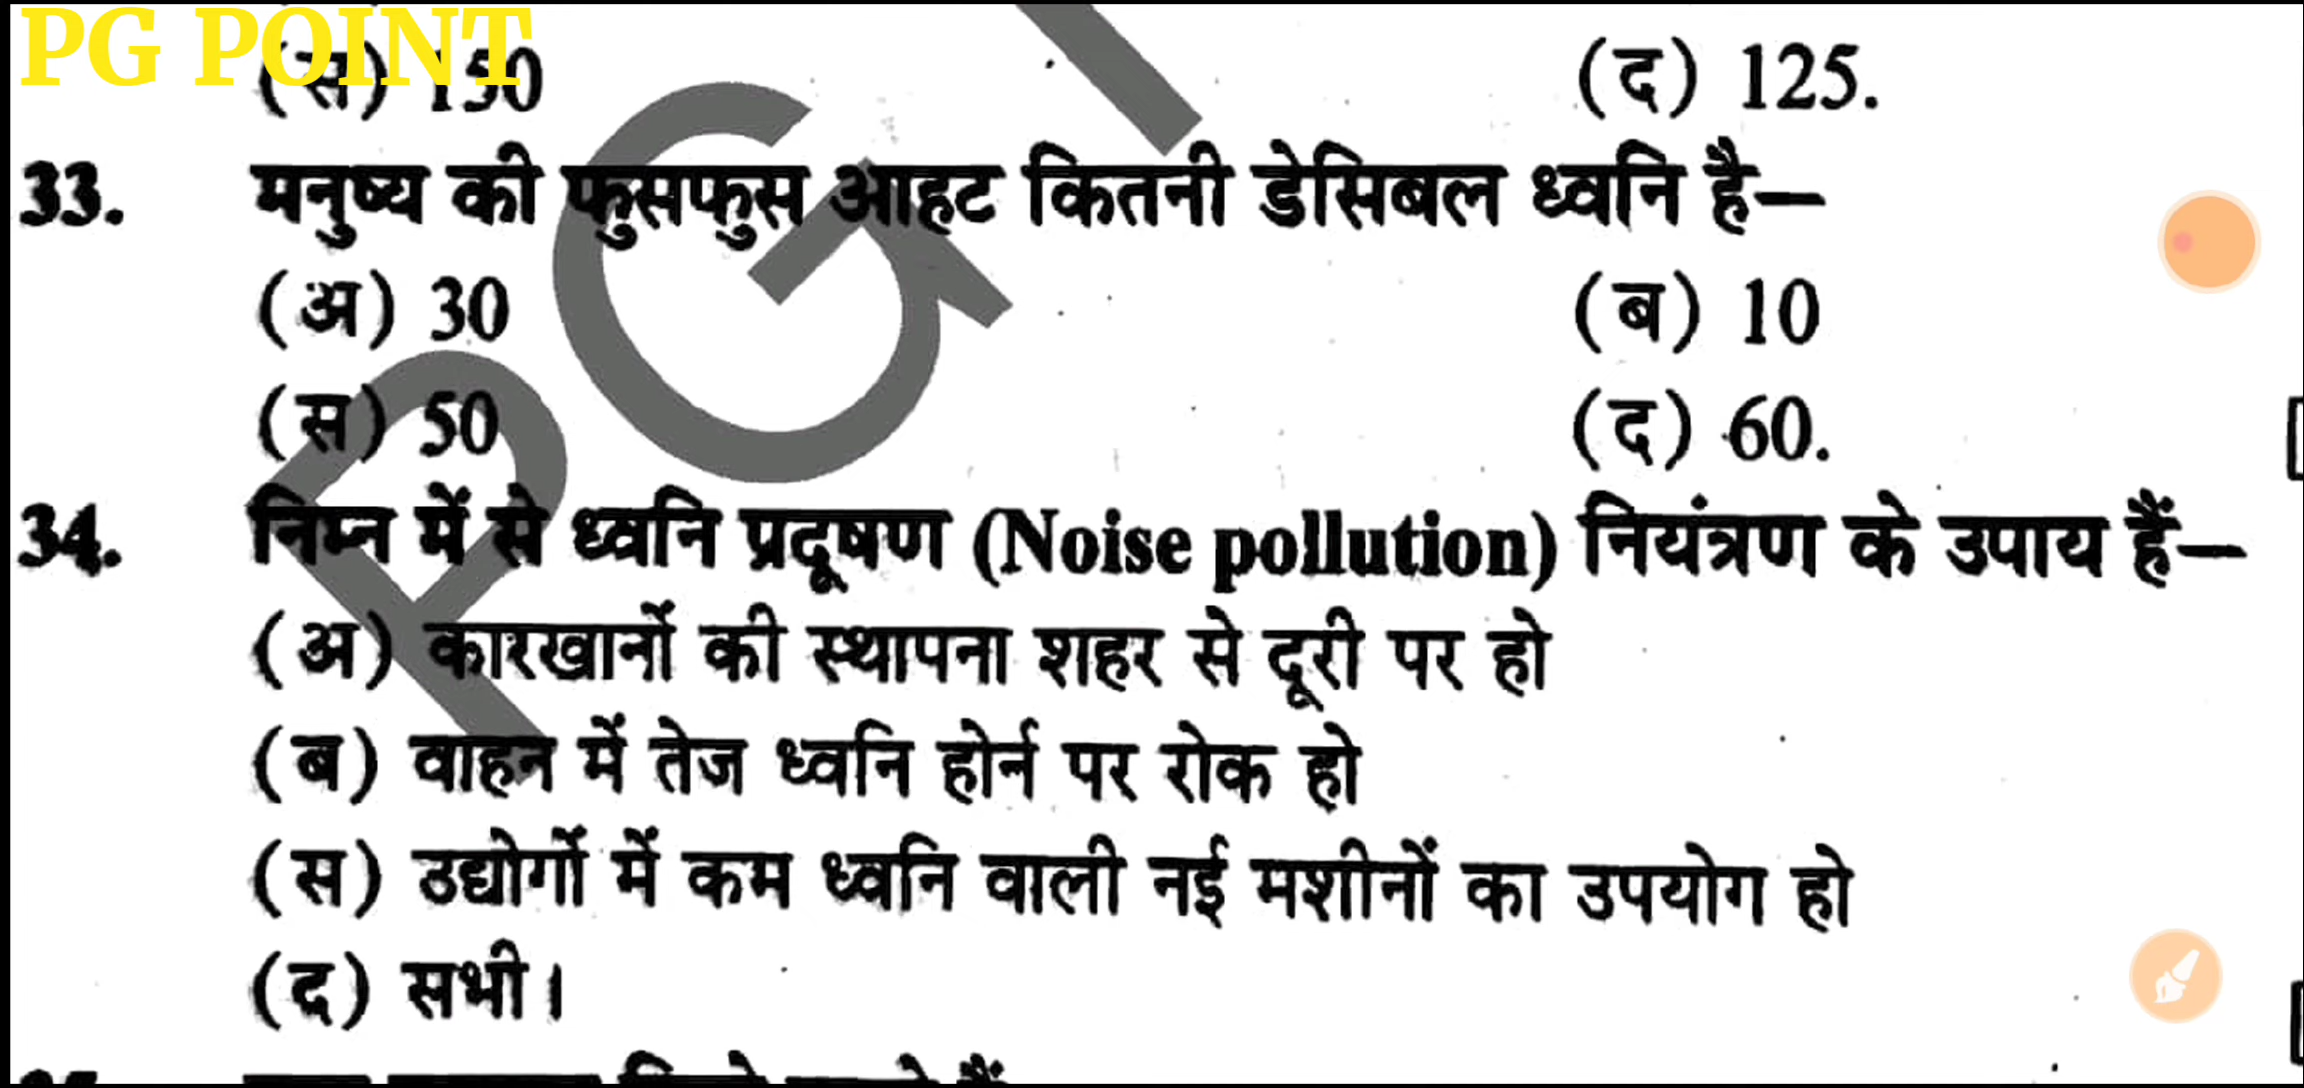 PG POINT
(स) 150 (द) 125.
33. मनुष्य की फुसफुस आहट कितनी डेसिबल ध्वनि है—
(अ) 30 (ब) 10
(स) 50 (द) 60.
34. निम्न में से ध्वनि प्रदूषण (Noise pollution) नियंत्रण के उपाय हैं—
(अ) कारखानों की स्थापना शहर से दूरी पर हो
(ब) वाहन में तेज ध्वनि होर्न पर रोक हो
(स) उद्योगों में कम ध्वनि वाली नई मशीनों का उपयोग हो
(द) सभी।